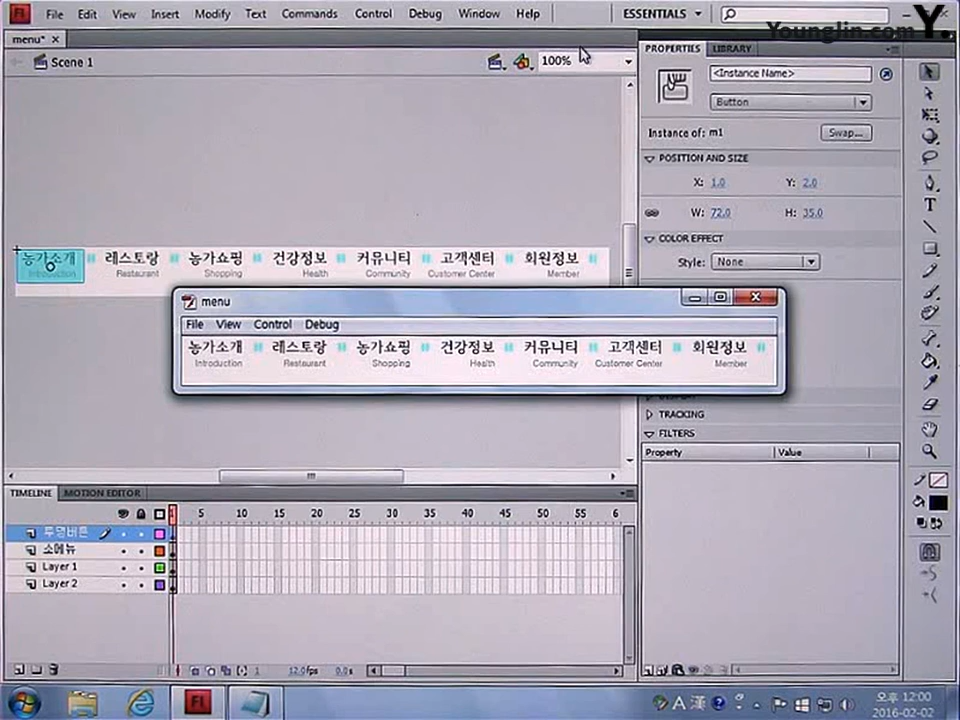 Fl File Edit View Insert Modify Text Commands Control Debug Window Help ESSENTIALS
Younglin.com Y.
menu*
PROPERTIES LIBRARY
Scene 1 100%
<Instance Name>
Button
Instance of: m1 Swap...
POSITION AND SIZE
X: 1.0 Y: 2.0
W: 72.0 H: 35.0
COLOR EFFECT
Style: None
농가소개 레스토랑 농가쇼핑 건강정보 커뮤니티 고객센터 회원정보
Introduction Restaurant Shopping Health Community Customer Center Member
menu
File View Control Debug
농가소개 레스토랑 농가쇼핑 건강정보 커뮤니티 고객센터 회원정보
Introduction Restaurant Shopping Health Community Customer Center Member
DISPLAY
TRACKING
FILTERS
Property Value
TIMELINE MOTION EDITOR
5 10 15 20 25 30 35 40 45 50 55 6
투명버튼
소메뉴
Layer 1
Layer 2
1 12.0fps 0.0s
Fl A 漢
오후 12:00
2016-02-02